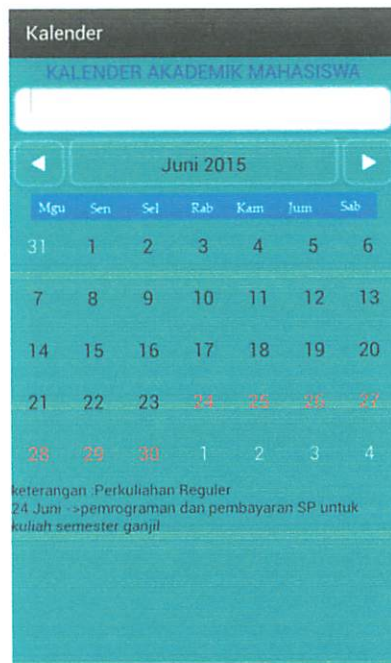 Kalender
KALENDER AKADEMIK MAHASISWA
Juni 2015
Mgu Sen Sel Rab Kam Jum Sab
31 1 2 3 4 5 6
7 8 9 10 11 12 13
14 15 16 17 18 19 20
21 22 23 24 25 26 27
28 29 30 1 2 3 4
keterangan :Perkuliahan Reguler
24 Juni ->pemrograman dan pembayaran SP untuk
kuliah semester ganjil